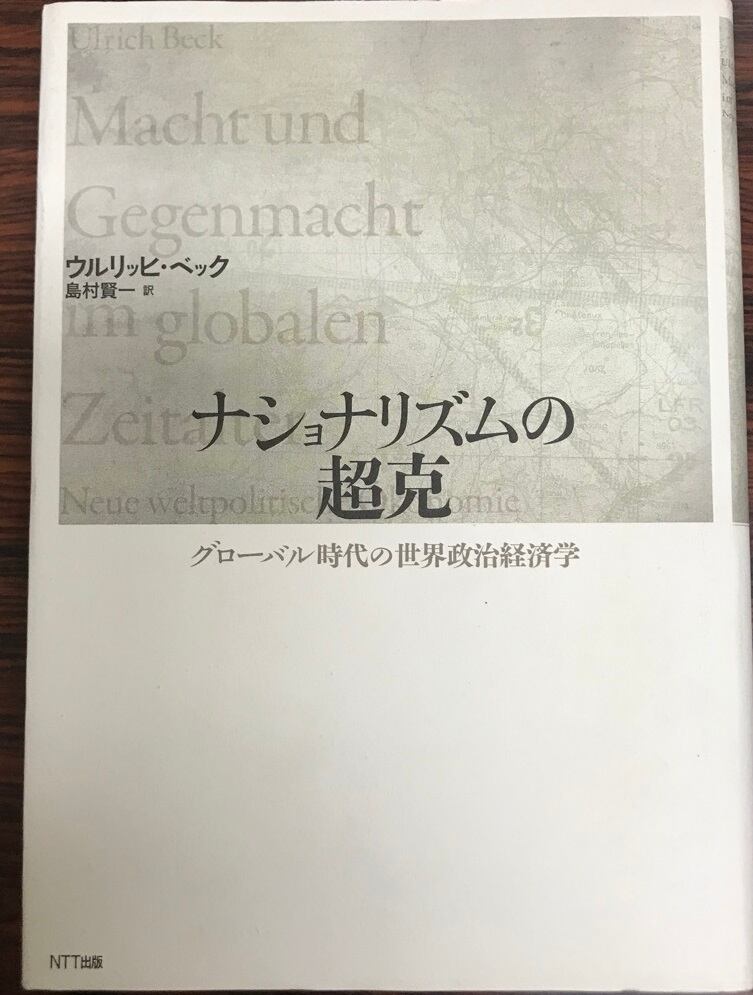 Ulrich Beck
Macht und
Gegenmacht
ウルリッヒ・ベック
島村賢一 訳
im globalen
Zeitalter
ナショナリズムの
超克
Neue weltpolitische Ökonomie
グローバル時代の世界政治経済学
LFR
03
NTT出版